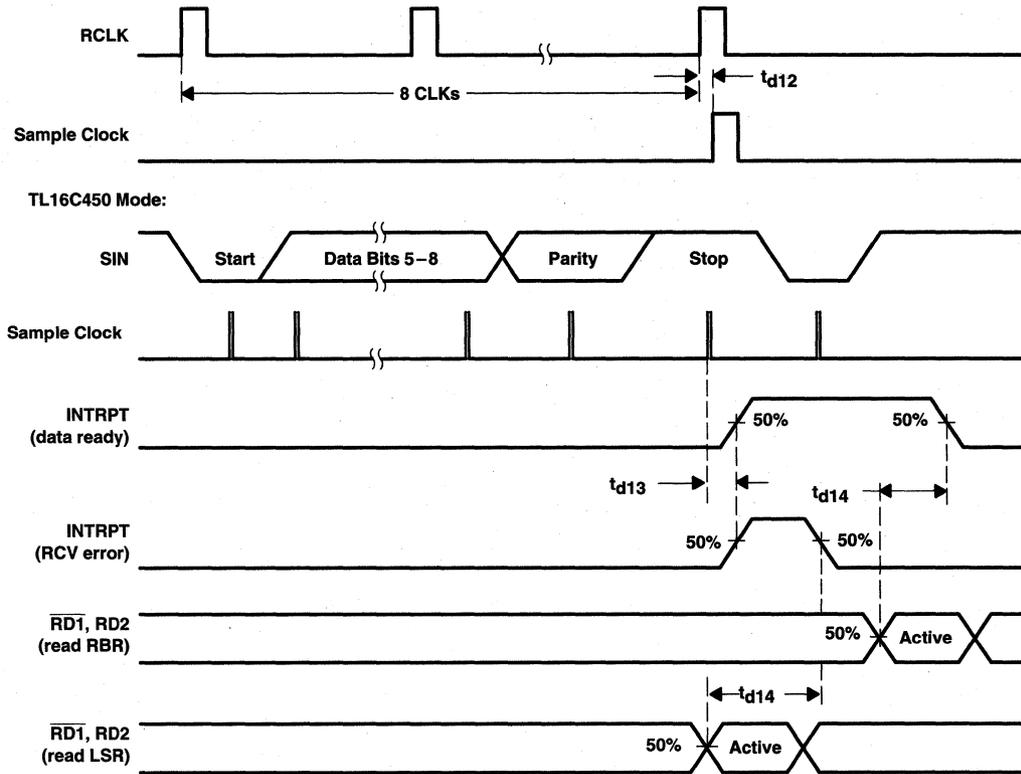 RCLK
td12
8 CLKs
Sample Clock
TL16C450 Mode:
SIN
Start
Data Bits 5–8
Parity
Stop
Sample Clock
INTRPT
(data ready)
50%
50%
td13
td14
INTRPT
(RCV error)
50%
50%
RD1, RD2
(read RBR)
50%
Active
td14
RD1, RD2
(read LSR)
50%
Active